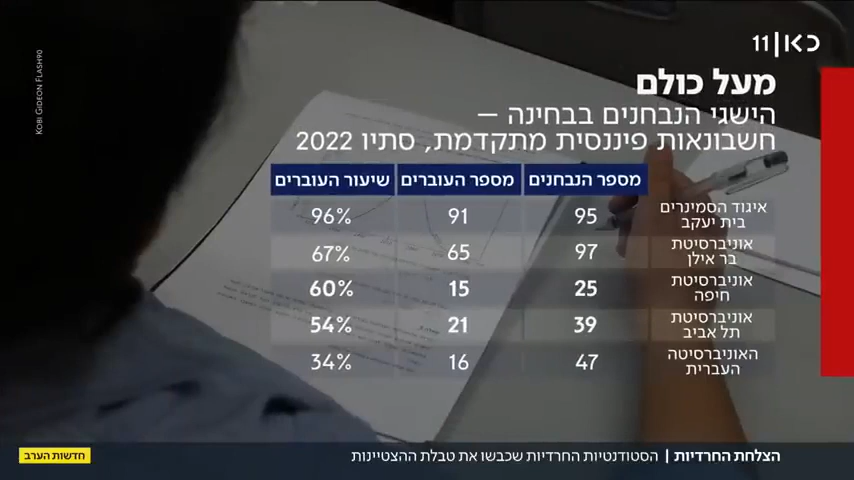 כאן 11
KOBI GIDEON FLASH90
מעל כולם
הישגי הנבחנים בבחינה –
חשבונאות פיננסית מתקדמת, סתיו 2022
מספר הנבחנים מספר העוברים שיעור העוברים
איגוד הסמינרים
בית יעקב
95 91 96%
אוניברסיטת
בר אילן
97 65 67%
אוניברסיטת
חיפה
25 15 60%
אוניברסיטת
תל אביב
39 21 54%
האוניברסיטה
העברית
47 16 34%
הצלחת החרדיות | הסטודנטיות החרדיות שכבשו את טבלת ההצטיינות
חדשות הערב